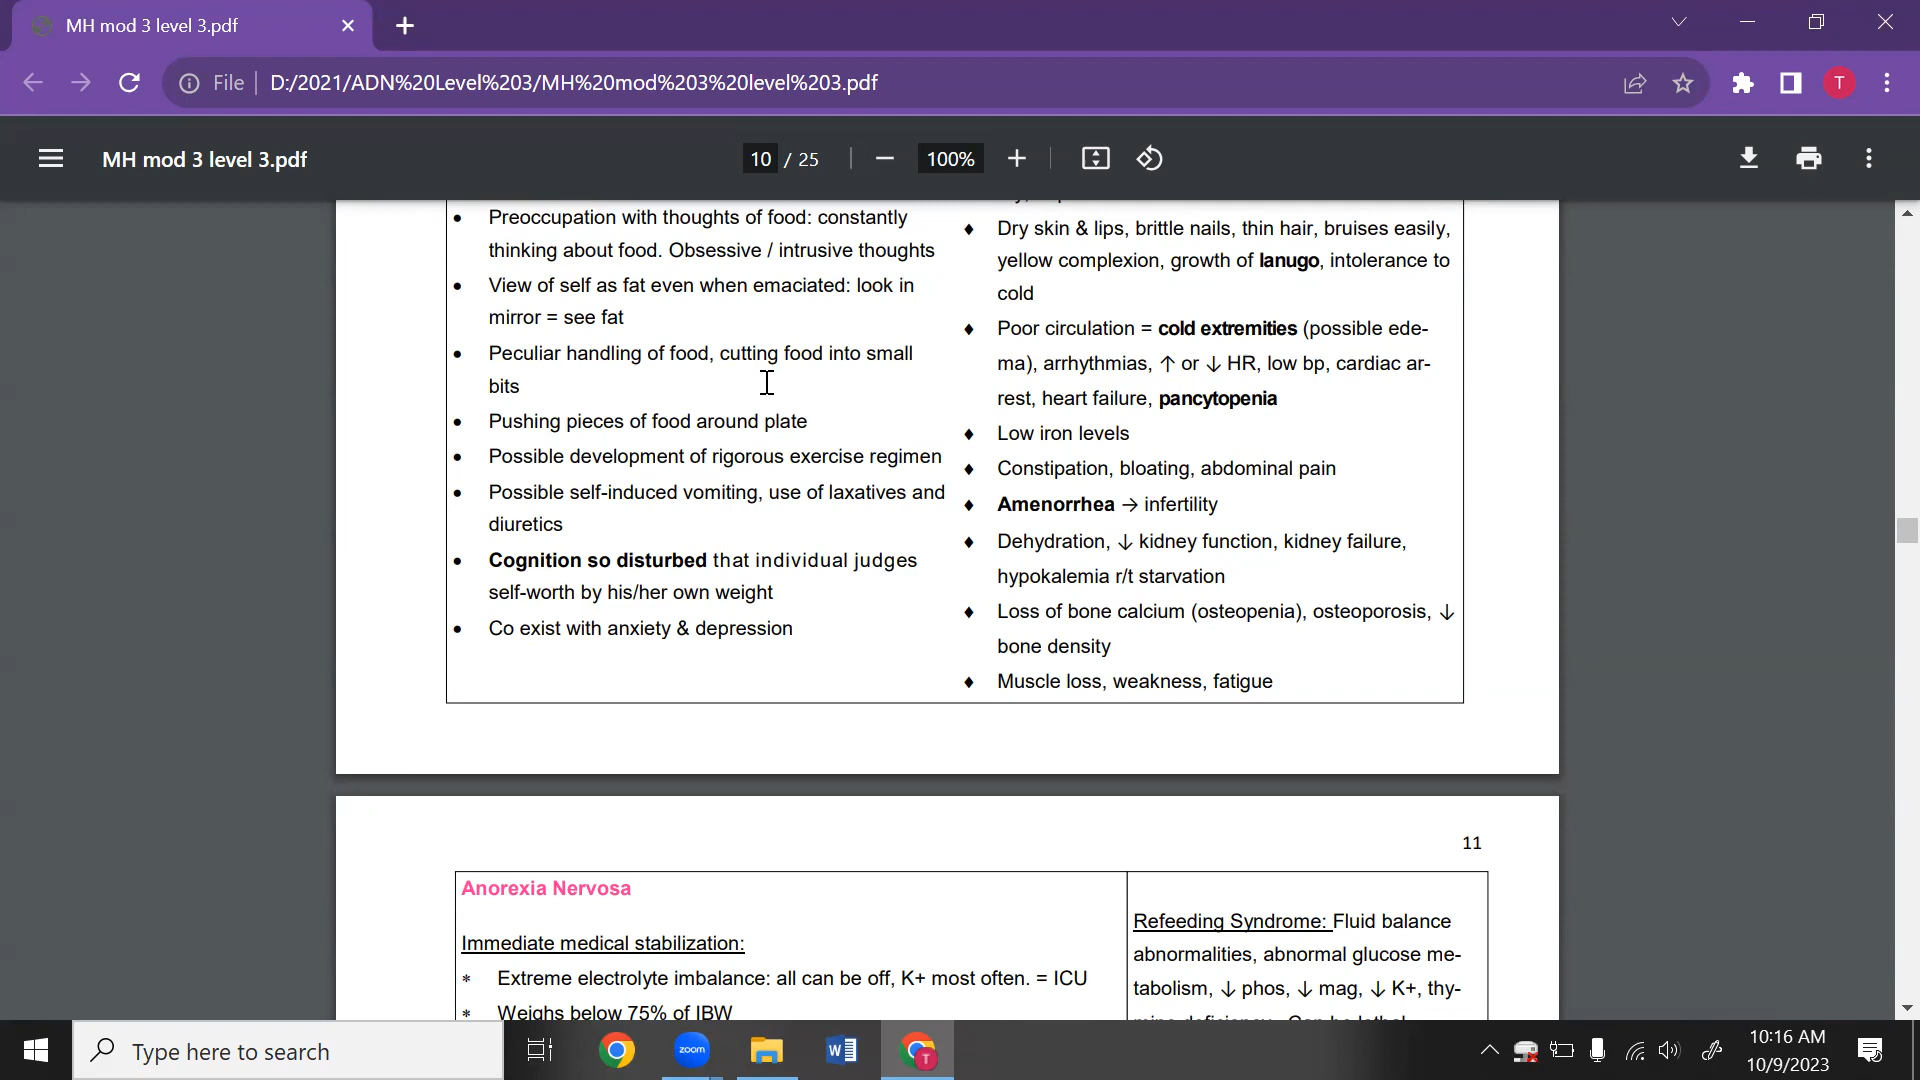 MH mod 3 level 3.pdf
File
D:/2021/ADN%20Level%203/MH%20mod%203%20level%203.pdf
T
MH mod 3 level 3.pdf
10 / 25
100%
• Preoccupation with thoughts of food: constantly
thinking about food. Obsessive / intrusive thoughts
• View of self as fat even when emaciated: look in
mirror = see fat
• Peculiar handling of food, cutting food into small
bits
• Pushing pieces of food around plate
• Possible development of rigorous exercise regimen
• Possible self-induced vomiting, use of laxatives and
diuretics
• Cognition so disturbed that individual judges
self-worth by his/her own weight
• Co exist with anxiety & depression
♦ Dry skin & lips, brittle nails, thin hair, bruises easily,
yellow complexion, growth of lanugo, intolerance to
cold
♦ Poor circulation = cold extremities (possible ede-
ma), arrhythmias, ↑ or ↓ HR, low bp, cardiac ar-
rest, heart failure, pancytopenia
♦ Low iron levels
♦ Constipation, bloating, abdominal pain
♦ Amenorrhea → infertility
♦ Dehydration, ↓ kidney function, kidney failure,
hypokalemia r/t starvation
♦ Loss of bone calcium (osteopenia), osteoporosis, ↓
bone density
♦ Muscle loss, weakness, fatigue
11
Anorexia Nervosa
Immediate medical stabilization:
* Extreme electrolyte imbalance: all can be off, K+ most often. = ICU
* Weighs below 75% of IBW
Refeeding Syndrome: Fluid balance
abnormalities, abnormal glucose me-
tabolism, ↓ phos, ↓ mag, ↓ K+, thy-
Type here to search
zoom
T
10:16 AM
10/9/2023